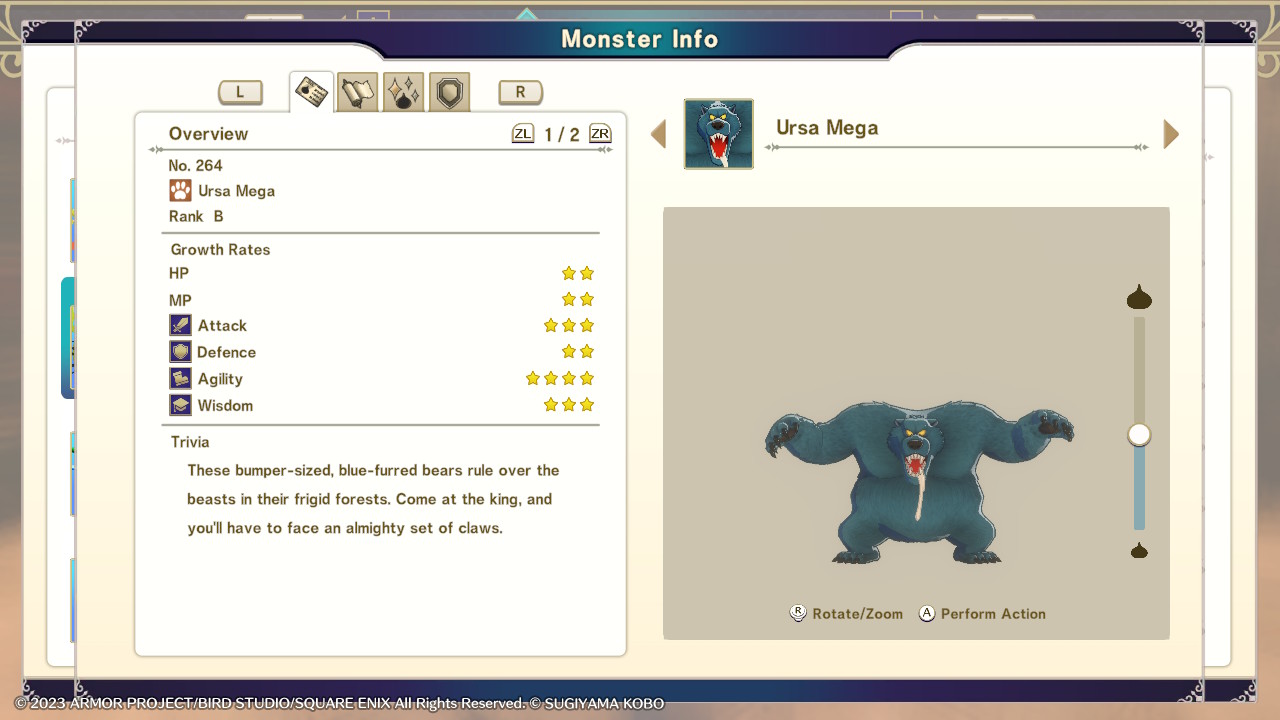 Monster Info
L
R
Overview
ZL 1 / 2 ZR
No. 264
Ursa Mega
Rank B
Growth Rates
HP
MP
Attack
Defence
Agility
Wisdom
Trivia
These bumper-sized, blue-furred bears rule over the
beasts in their frigid forests. Come at the king, and
you'll have to face an almighty set of claws.
Ursa Mega
R Rotate/Zoom A Perform Action
© 2023 ARMOR PROJECT/BIRD STUDIO/SQUARE ENIX All Rights Reserved. © SUGIYAMA KOBO